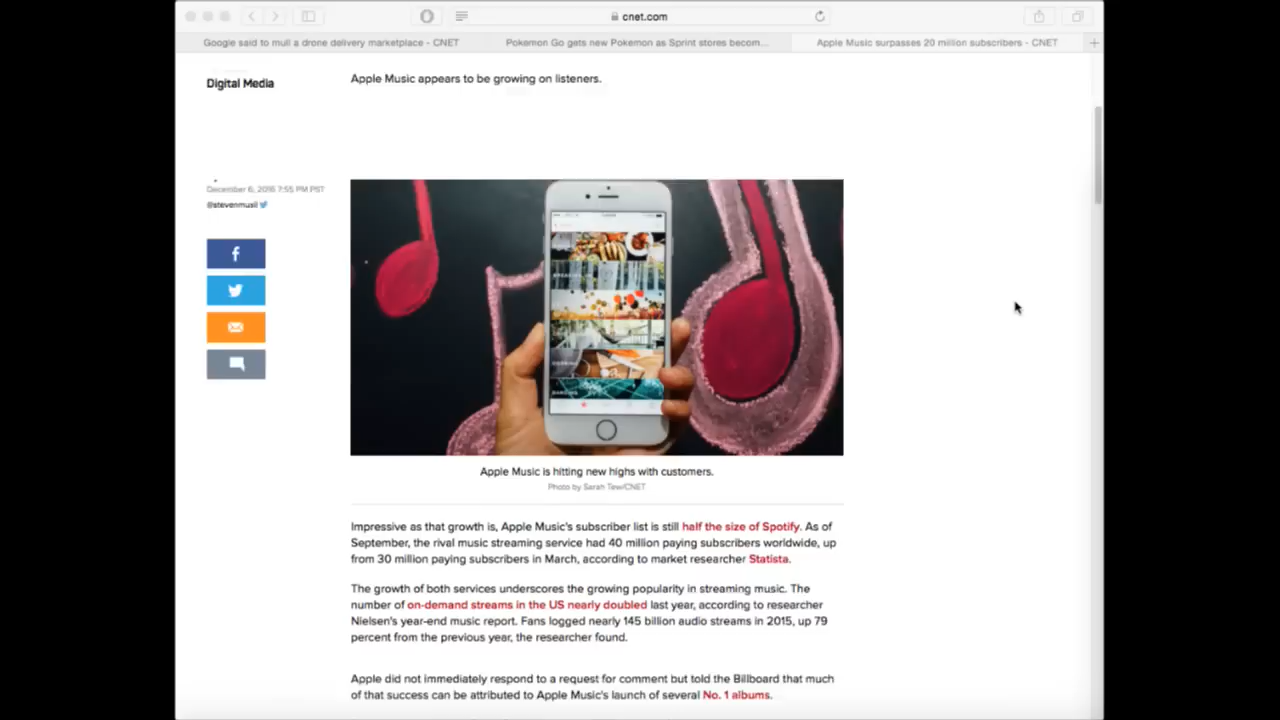 cnet.com
Google said to mull a drone delivery marketplace - CNET
Pokemon Go gets new Pokemon as Sprint stores becom...
Apple Music surpasses 20 million subscribers - CNET
Digital Media
Apple Music appears to be growing on listeners.
December 6, 2016 7:55 PM PST
@stevenmusil
Apple Music is hitting new highs with customers.
Photo by Sarah Tew/CNET
Impressive as that growth is, Apple Music's subscriber list is still half the size of Spotify. As of
September, the rival music streaming service had 40 million paying subscribers worldwide, up
from 30 million paying subscribers in March, according to market researcher Statista.
The growth of both services underscores the growing popularity in streaming music. The
number of on-demand streams in the US nearly doubled last year, according to researcher
Nielsen's year-end music report. Fans logged nearly 145 billion audio streams in 2015, up 79
percent from the previous year, the researcher found.
Apple did not immediately respond to a request for comment but told the Billboard that much
of that success can be attributed to Apple Music's launch of several No. 1 albums.